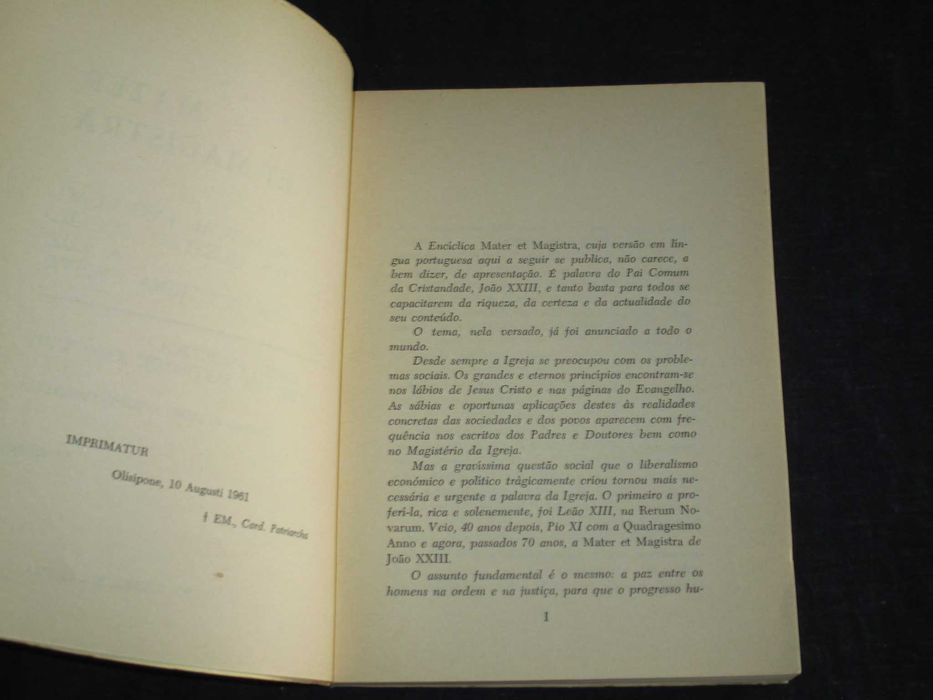 IMPRIMATUR
Olisipone, 10 Augusti 1961
† EM., Card. Patriarcha
A Encíclica Mater et Magistra, cuja versão em lín-
gua portuguesa aqui a seguir se publica, não carece, a
bem dizer, de apresentação. É palavra do Pai Comum
da Cristandade, João XXIII, e tanto basta para todos se
capacitarem da riqueza, da certeza e da actualidade do
seu conteúdo.
O tema, nela versado, já foi anunciado a todo o
mundo.
Desde sempre a Igreja se preocupou com os proble-
mas sociais. Os grandes e eternos princípios encontram-se
nos lábios de Jesus Cristo e nas páginas do Evangelho.
As sábias e oportunas aplicações destes às realidades
concretas das sociedades e dos povos aparecem com fre-
quência nos escritos dos Padres e Doutores bem como
no Magistério da Igreja.
Mas a gravíssima questão social que o liberalismo
económico e político tràgicamente criou tornou mais ne-
cessária e urgente a palavra da Igreja. O primeiro a pro-
feri-la, rica e solenemente, foi Leão XIII, na Rerum No-
varum. Veio, 40 anos depois, Pio XI com a Quadragesimo
Anno e agora, passados 70 anos, a Mater et Magistra de
João XXIII.
O assunto fundamental é o mesmo: a paz entre os
homens na ordem e na justiça, para que o progresso hu-
I